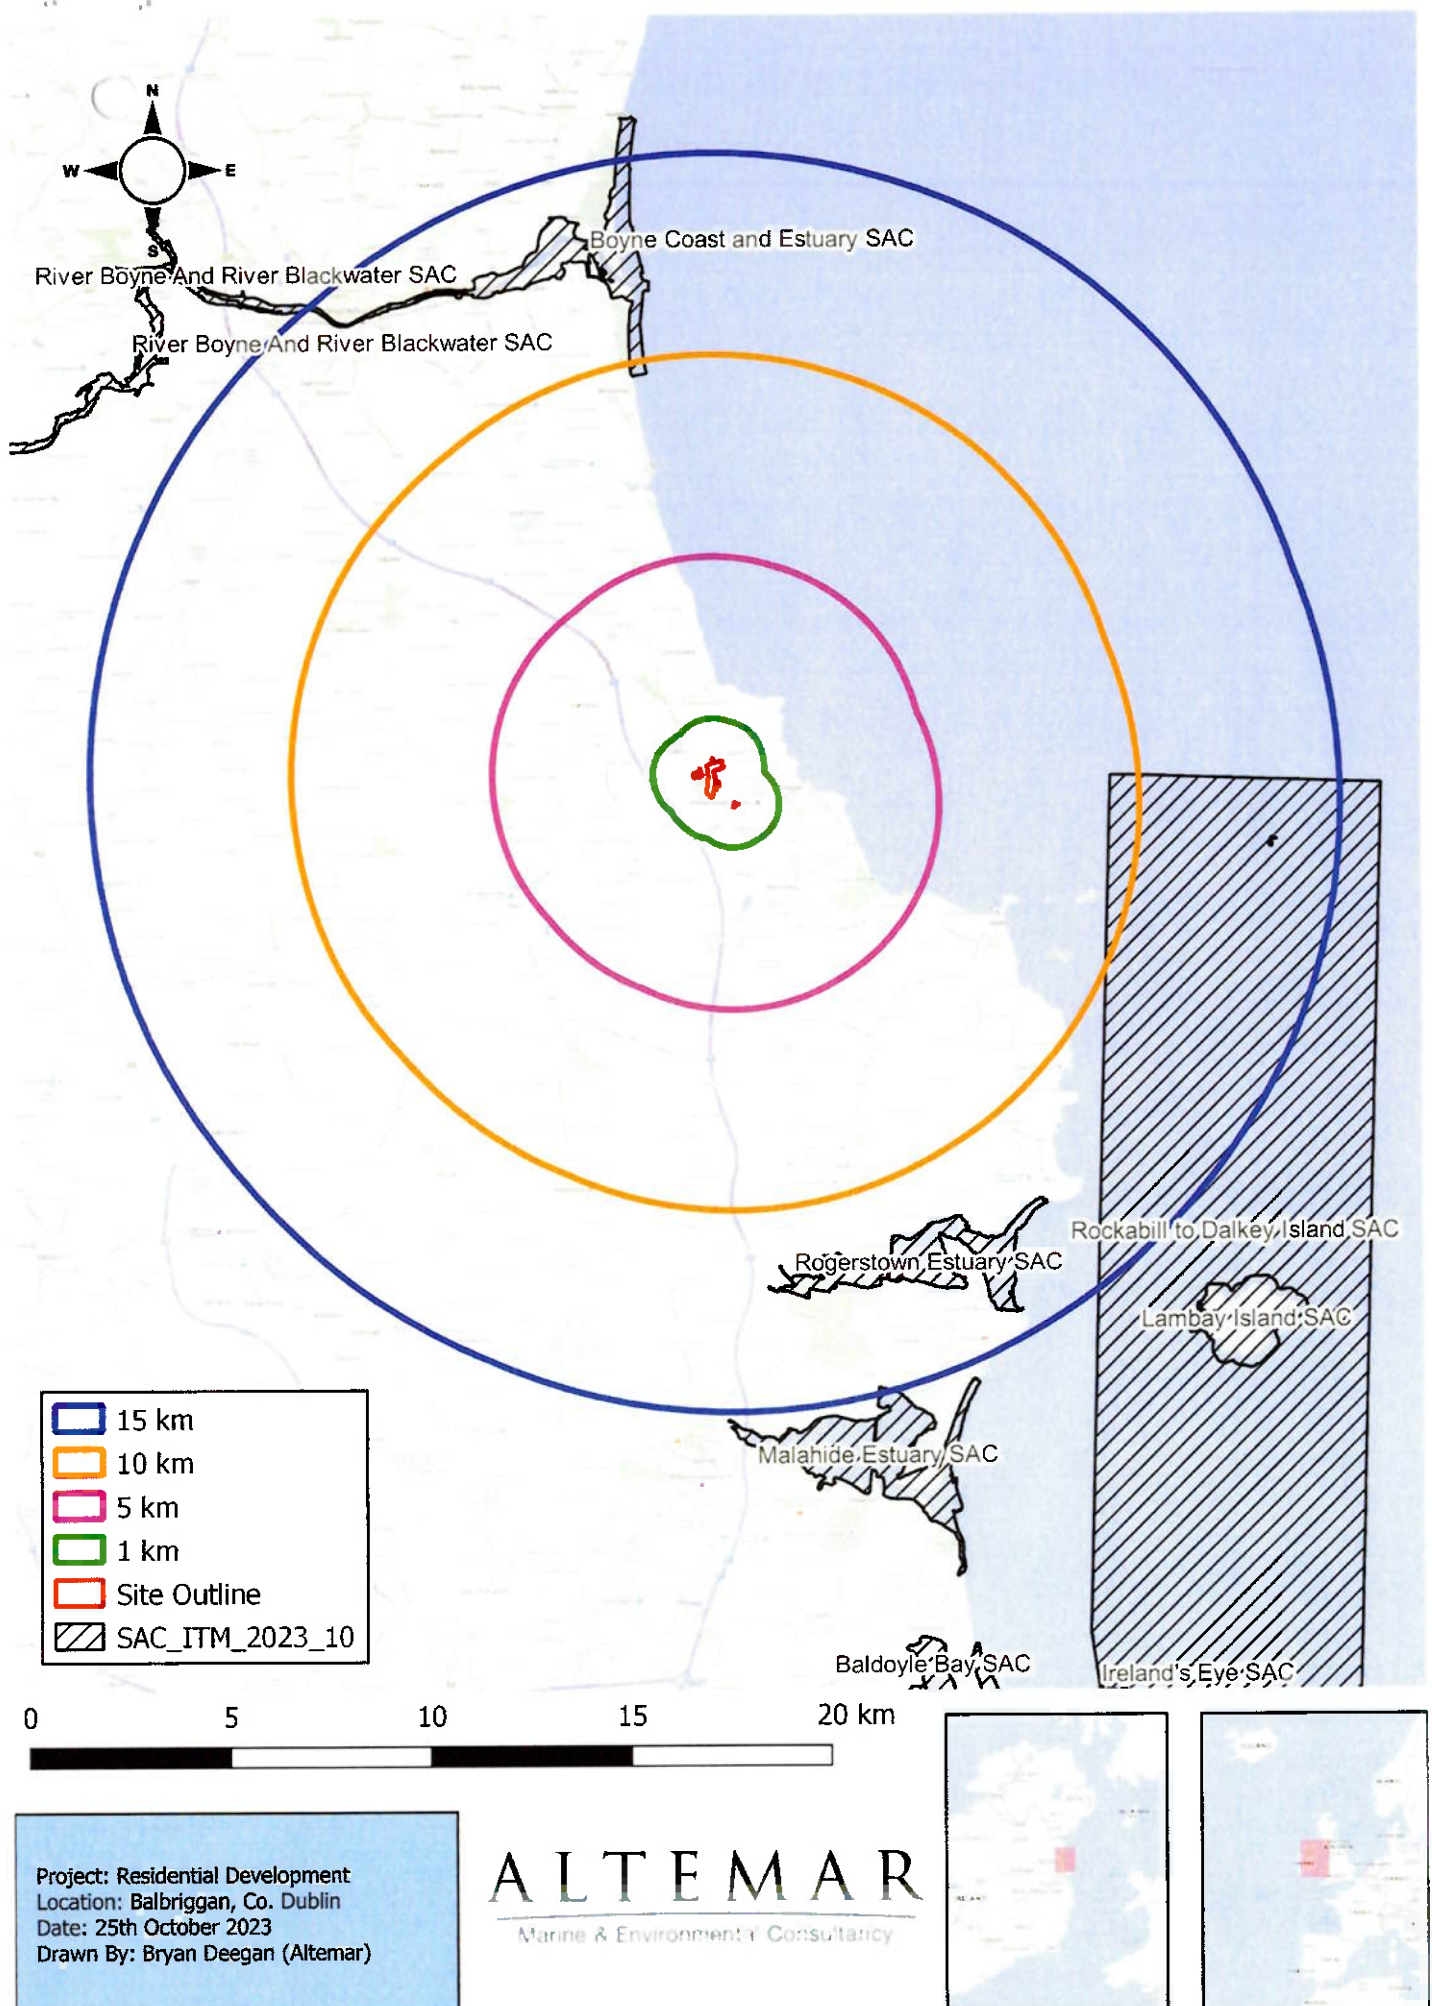 N
W E
S
Boyne Coast and Estuary SAC
River Boyne And River Blackwater SAC
River Boyne And River Blackwater SAC
Rockabill to Dalkey Island SAC
Rogerstown Estuary SAC
Lambay Island SAC
Malahide Estuary SAC
Baldoyle Bay SAC
Ireland's Eye SAC
15 km
10 km
5 km
1 km
Site Outline
SAC_ITM_2023_10
0 5 10 15 20 km
Project: Residential Development
Location: Balbriggan, Co. Dublin
Date: 25th October 2023
Drawn By: Bryan Deegan (Altemar)
ALTEMAR
Marine & Environmental Consultancy